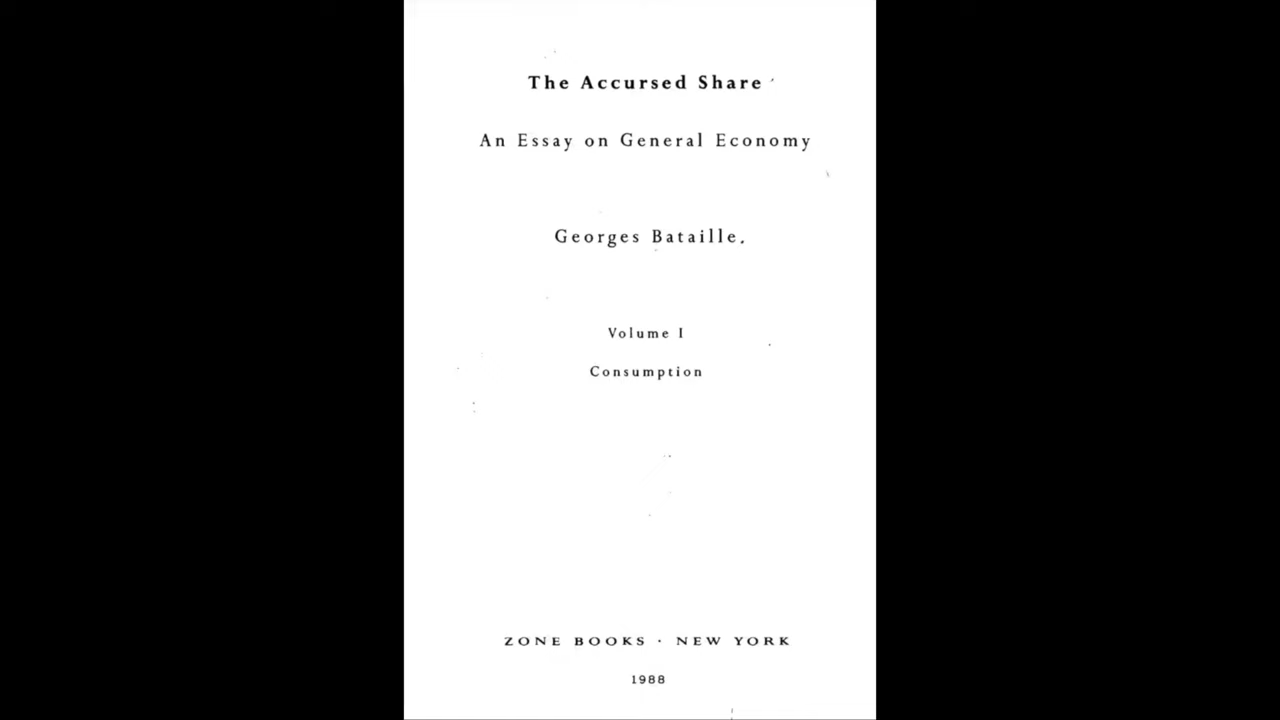 The Accursed Share
An Essay on General Economy
Georges Bataille.
Volume I
Consumption
ZONE BOOKS · NEW YORK
1988